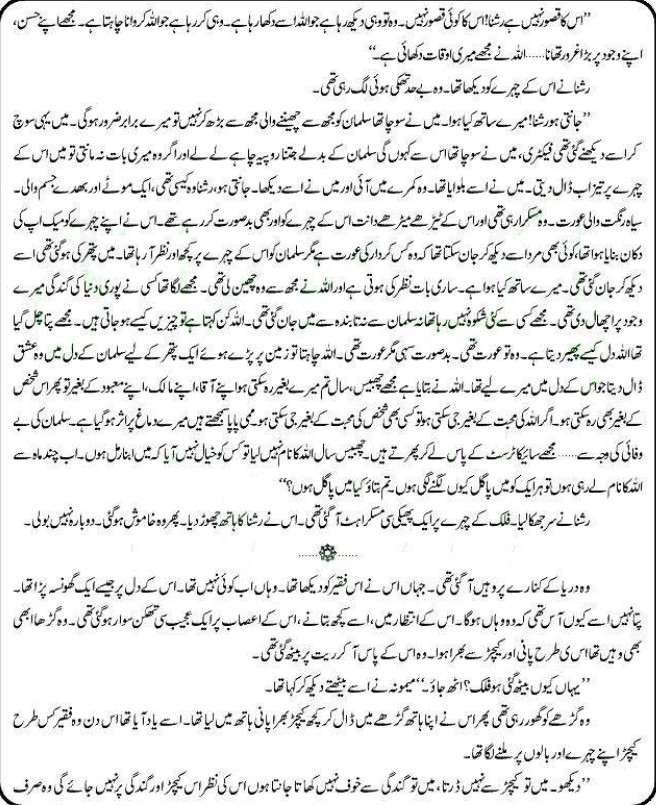 ”اس کا قصور نہیں ہے رشنا! اس کا کوئی قصور نہیں۔ وہ تو وہی دیکھ رہا ہے جو اللہ اسے دکھا رہا ہے۔ وہی کر رہا ہے جو اللہ کروانا چاہتا ہے۔ مجھے اپنے حسن،
اپنے وجود پر بڑا غرور تھا نا...... اللہ نے مجھے میری اوقات دکھائی ہے۔“
رشنا نے اس کے چہرے کو دیکھا تھا۔ وہ بے حد تھکی ہوئی لگ رہی تھی۔
”جانتی ہو رشنا! میرے ساتھ کیا ہوا۔ میں نے سوچا تھا سلمان کو مجھ سے چھیننے والی مجھ سے بڑھ کر نہیں تو میرے برابر ضرور ہوگی۔ میں یہی سوچ
کر اسے دیکھنے گئی تھی فیکٹری، میں نے سوچا تھا اس سے کہوں گی سلمان کے بدلے جتنا روپیہ چاہے لے لے اور اگر وہ میری بات نہ مانتی تو میں اس کے
چہرے پر تیزاب ڈال دیتی۔ میں نے اسے بلوایا تھا۔ وہ کمرے میں آئی اور میں نے اسے دیکھا۔ جانتی ہو، رشنا وہ کیسی تھی، ایک موٹے اور بھدے جسم والی۔
سیاہ رنگت والی عورت۔ وہ مسکرا رہی تھی اور اس کے ٹیڑھے میڑھے دانت اس کے چہرے کو اور بھی بدصورت کر رہے تھے۔ اس نے اپنے چہرے کو میک اپ کی
دکان بنایا ہوا تھا، کوئی بھی مرد اسے دیکھ کر جان سکتا تھا کہ وہ کس کردار کی عورت ہے مگر سلمان کو اس کے چہرے پر کچھ اور نظر آ رہا تھا۔ میں پتھر کی ہو گئی تھی اسے
دیکھ کر جان گئی تھی۔ میرے ساتھ کیا ہوا ہے۔ ساری بات نظر کی ہوتی ہے اور اللہ نے مجھ سے وہ چھین لی تھی۔ مجھے لگا تھا کسی نے پوری دنیا کی گندگی میرے
وجود پر اچھال دی تھی۔ مجھے کسی سے کئی شکوہ نہیں رہا تھا نہ سلمان سے نہ تابندہ سے میں جان گئی تھی۔ اللہ کن کہتا ہے تو چیزیں کیسے ہو جاتی ہیں۔ مجھے پتا چل گیا
تھا اللہ دل کیسے پھیر دیتا ہے۔ وہ تو عورت تھی۔ بدصورت سہی مگر عورت تھی۔ اللہ چاہتا تو زمین پر پڑے ہوئے ایک پتھر کے لیے سلمان کے دل میں وہ عشق
ڈال دیتا جو اس کے دل میں میرے لیے تھا۔ اللہ نے بتایا ہے مجھے چھبیس سال تم میرے بغیر رہ سکتی ہو اپنے آقا، اپنے مالک، اپنے معبود کے بغیر تو پھر اس شخص
کے بغیر بھی رہ سکتی ہو۔ اگر اللہ کی محبت کے بغیر جی سکتی ہو تو کسی بھی شخص کی محبت کے بغیر جی سکتی ہو۔ ممی پاپا سمجھتے ہیں میرے دماغ پر اثر ہو گیا ہے۔ سلمان کی بے
وفائی کی وجہ سے ...... مجھے سائیکاٹرسٹ کے پاس لے کر پھرتے ہیں۔ چھبیس سال اللہ کا نام نہیں لیا تو کس کو خیال نہیں آیا کہ میں ابنارمل ہوں۔ اب چند ماہ سے
اللہ کا نام لے رہی ہوں تو ہر ایک کو میں پاگل کیوں لگنے لگی ہوں۔ تم بتاؤ کیا میں پاگل ہوں؟“
رشنا نے سر جھکا لیا۔ فلک کے چہرے پر ایک پھیکی سی مسکراہٹ آ گئی تھی۔ اس نے رشنا کا ہاتھ چھوڑ دیا۔ پھر وہ خاموش ہو گئی۔ دوبارہ نہیں بولی۔
وہ دریا کے کنارے پر وہیں آ گئی تھی۔ جہاں اس نے اس فقیر کو دیکھا تھا۔ وہاں اب کوئی نہیں تھا۔ اس کے دل پر جیسے ایک گھونسہ پڑا تھا۔
پتا نہیں اسے کیوں آس تھی کہ وہ وہاں ہوگا۔ اس کے انتظار میں، اسے کچھ بتانے، اس کے اعصاب پر ایک عجیب سی تھکن سوار ہو گئی تھی۔ وہ گڑھا ابھی
بھی وہیں تھا اسی طرح پانی اور کیچڑ سے بھرا ہوا۔ وہ اس کے پاس آ کر ریت پر بیٹھ گئی تھی۔
”یہاں کیوں بیٹھ گئی ہو فلک؟ اٹھ جاؤ۔“ میمونہ نے اسے بیٹھتے دیکھ کر کہا تھا۔
وہ گڑھے کو گھور رہی تھی پھر اس نے اپنا ہاتھ گڑھے میں ڈال کر کچھ کیچڑ بھرا پانی ہاتھ میں لیا تھا۔ اسے یاد آیا تھا اس دن وہ فقیر کس طرح
کیچڑ اپنے چہرے اور بالوں پر ملنے لگا تھا۔
”دیکھو۔ میں تو کیچڑ سے نہیں ڈرتا، میں تو گندگی سے خوف نہیں کھاتا جانتا ہوں اس کی نظر اس کیچڑ اور گندگی پر نہیں جائے گی وہ صرف